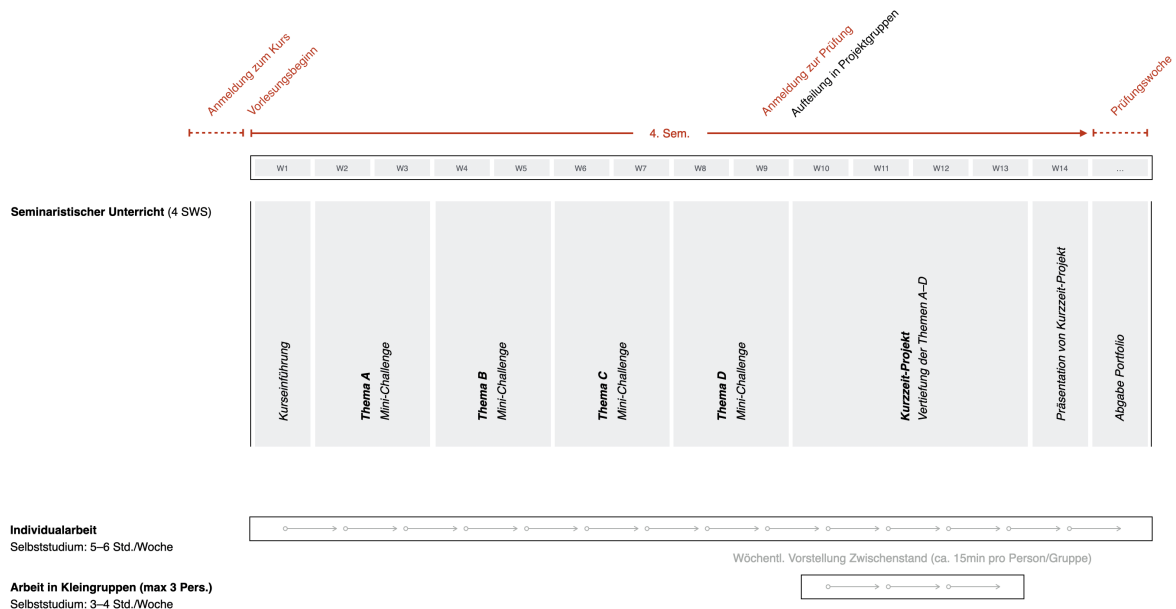 Anmeldung zum Kurs
Vorlesungsbeginn
Anmeldung zur Prüfung
Aufteilung in Projektgruppen
Prüfungswoche
4. Sem.
W1 W2 W3 W4 W5 W6 W7 W8 W9 W10 W11 W12 W13 W14 ...
Seminaristischer Unterricht (4 SWS)
Kurseinführung
Thema A
Mini-Challenge
Thema B
Mini-Challenge
Thema C
Mini-Challenge
Thema D
Mini-Challenge
Kurzzeit-Projekt
Vertiefung der Themen A–D
Präsentation von Kurzzeit-Projekt
Abgabe Portfolio
Individualarbeit
Selbststudium: 5–6 Std./Woche
Wöchentl. Vorstellung Zwischenstand (ca. 15min pro Person/Gruppe)
Arbeit in Kleingruppen (max 3 Pers.)
Selbststudium: 3–4 Std./Woche